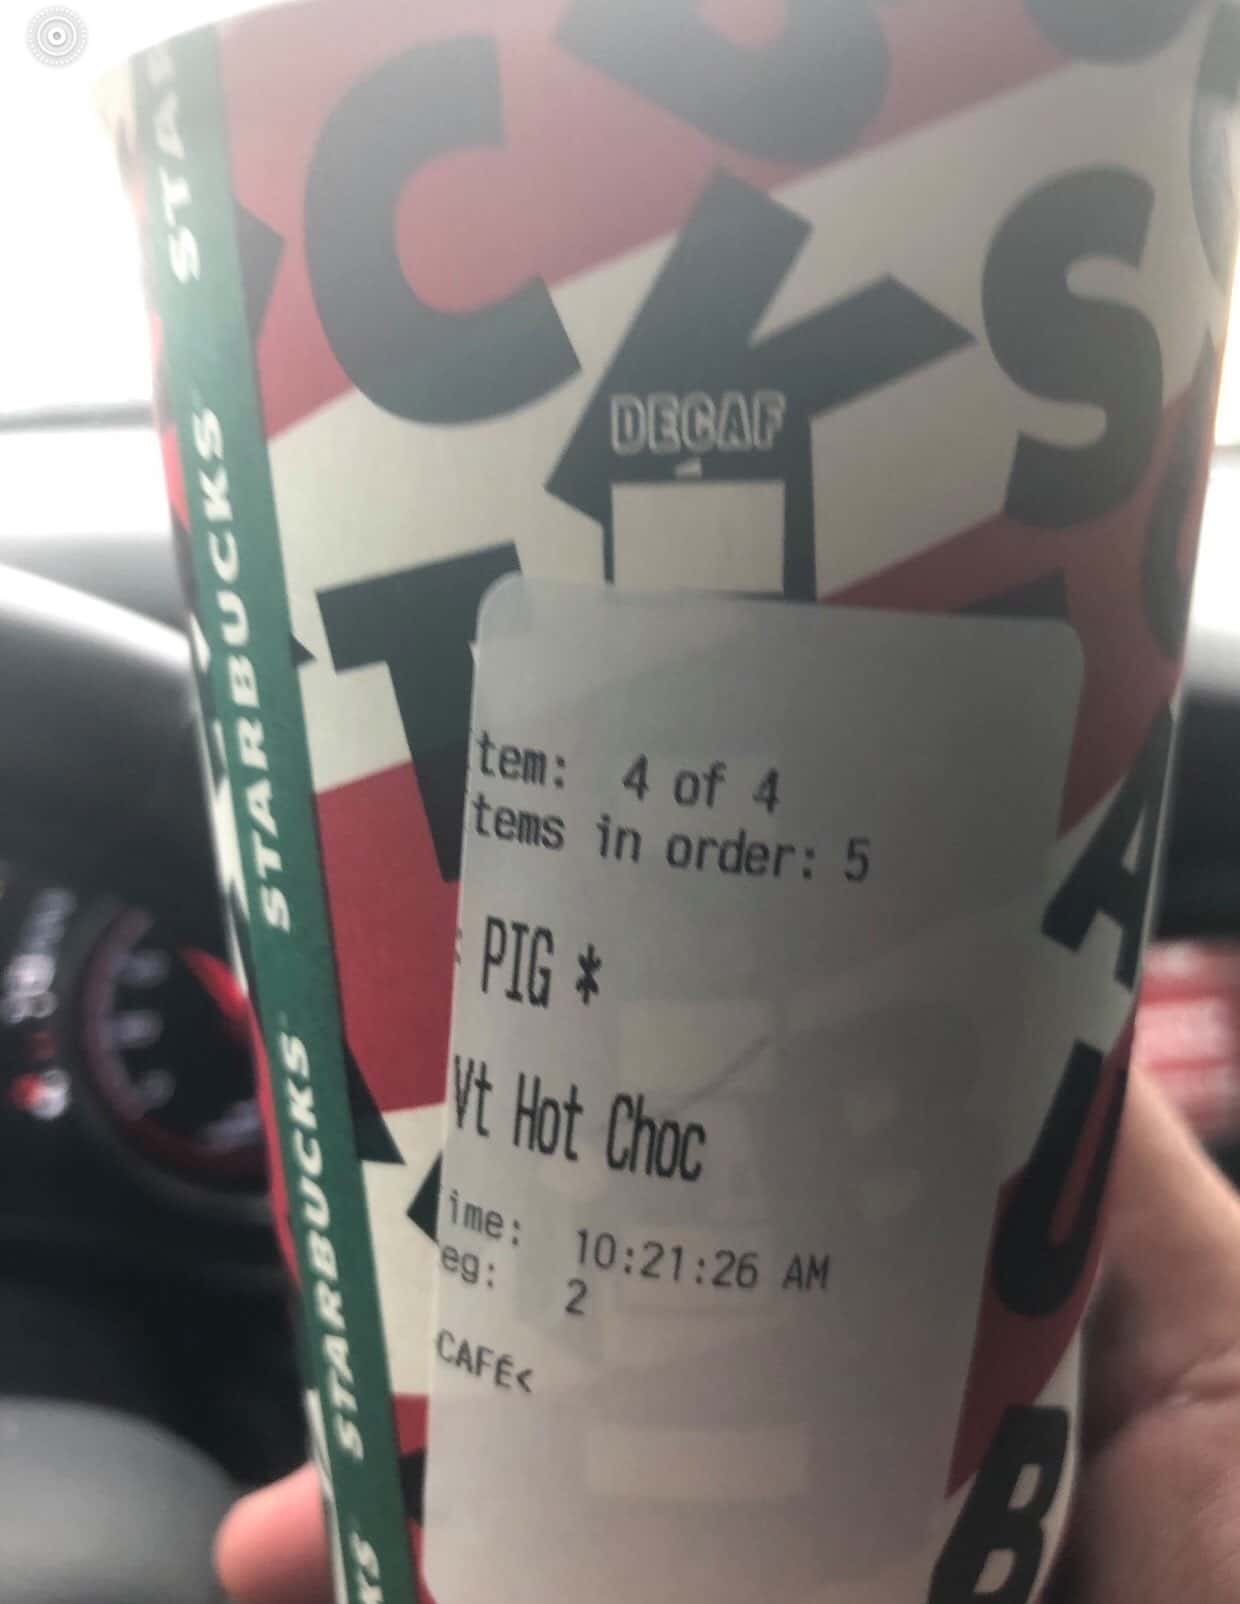 STARBUCKS
STARBUCKS
STARBUCKS
DECAF
tem: 4 of 4
tems in order: 5
PIG *
Vt Hot Choc
ime: 10:21:26 AM
eg: 2
CAFÉ<